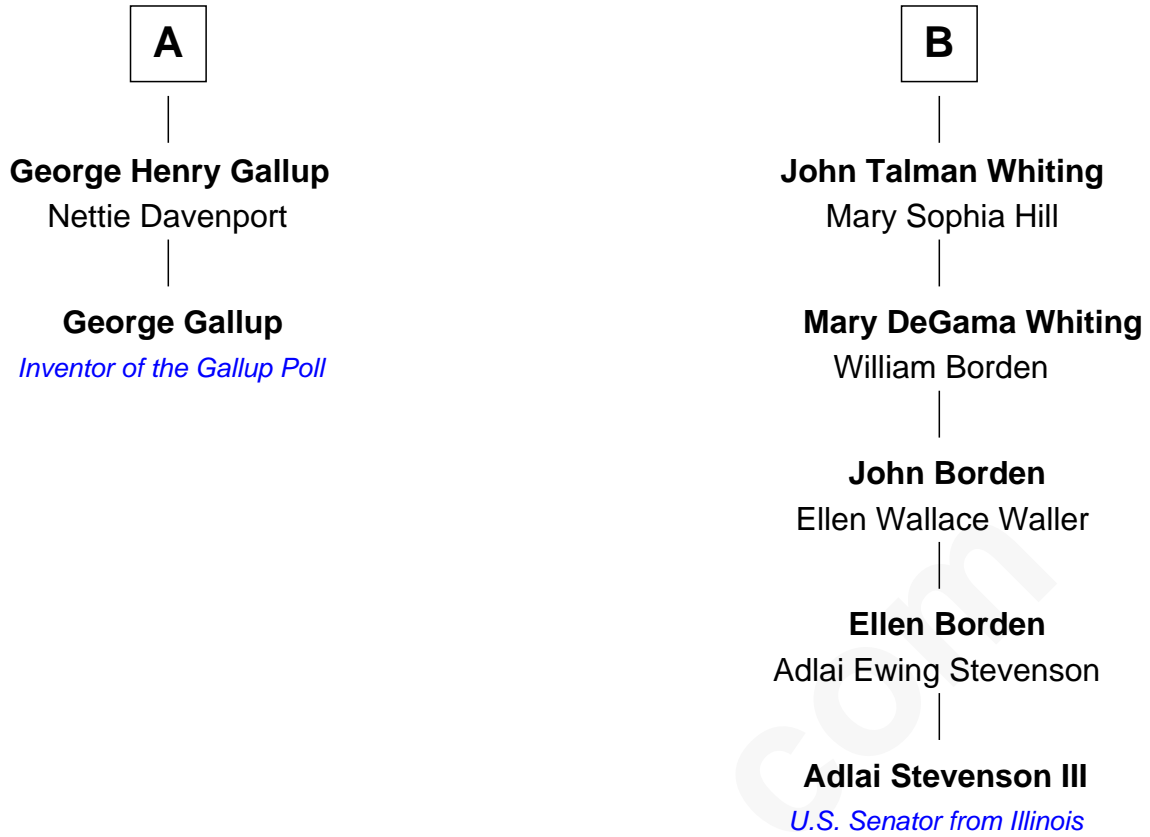 A
George Henry Gallup
Nettie Davenport
George Gallup
Inventor of the Gallup Poll
B
John Talman Whiting
Mary Sophia Hill
Mary DeGama Whiting
William Borden
John Borden
Ellen Wallace Waller
Ellen Borden
Adlai Ewing Stevenson
Adlai Stevenson III
U.S. Senator from Illinois
com